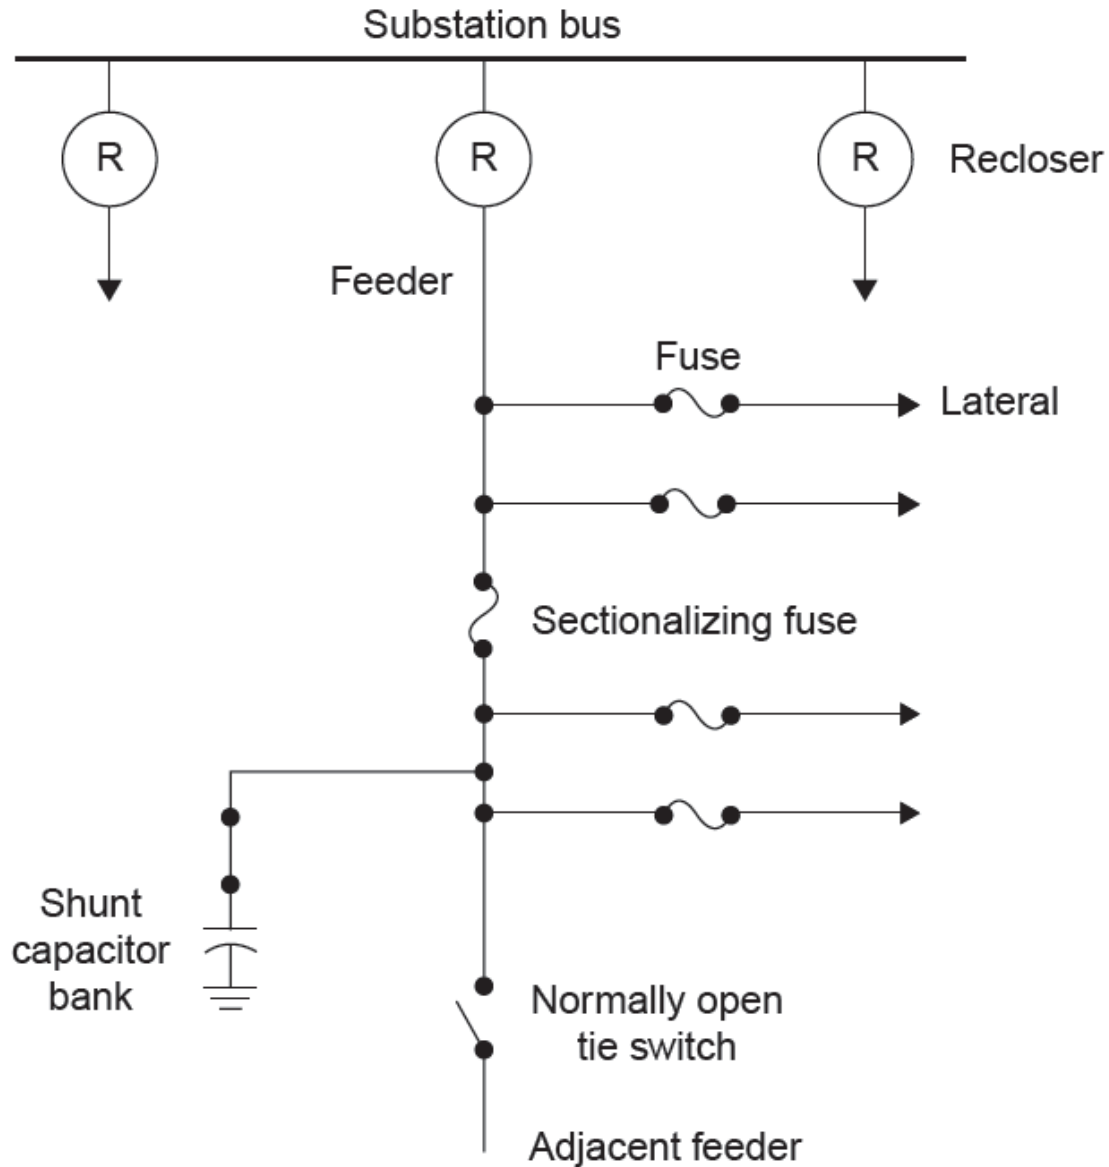 Substation bus
R
R
R
Recloser
Feeder
Fuse
Lateral
Sectionalizing fuse
Shunt
capacitor
bank
Normally open
tie switch
Adjacent feeder